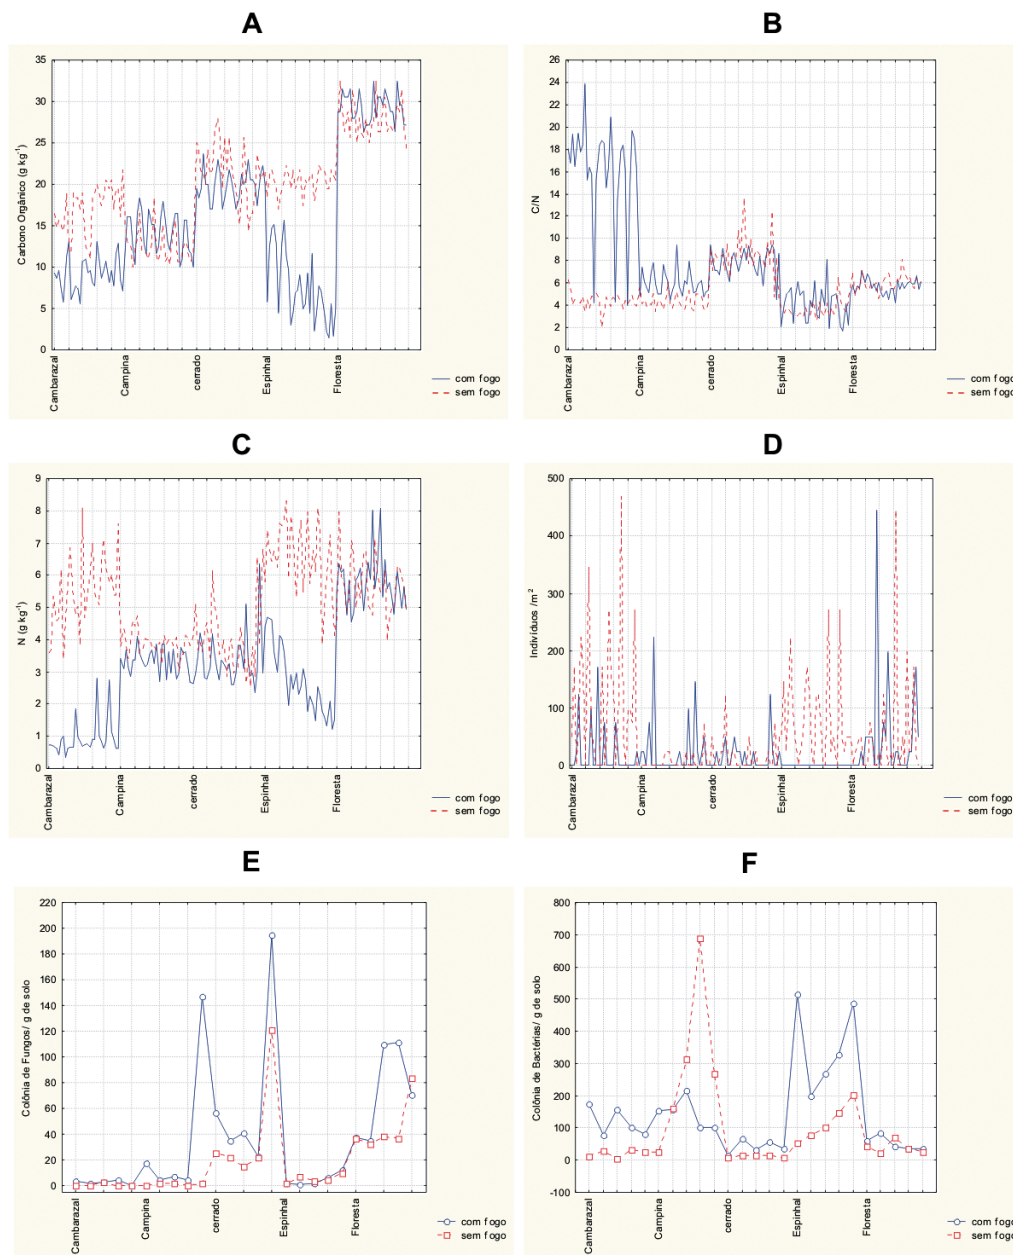 A
B
35
30
25
20
15
10
5
0
Carbono Orgânico (g kg-1)
Cambarazal
Campina
cerrado
Espinhal
Floresta
com fogo
sem fogo
26
24
22
20
18
16
14
12
10
8
6
4
2
0
C/N
Cambarazal
Campina
cerrado
Espinhal
Floresta
com fogo
sem fogo
C
D
9
8
7
6
5
4
3
2
1
0
N (g kg-1)
Cambarazal
Campina
cerrado
Espinhal
Floresta
com fogo
sem fogo
500
400
300
200
100
0
Indivíduos /m2
Cambarazal
Campina
cerrado
Espinhal
Floresta
com fogo
sem fogo
E
F
220
200
180
160
140
120
100
80
60
40
20
0
Colônia de Fungos/ g de solo
Cambarazal
Campina
cerrado
Espinhal
Floresta
com fogo
sem fogo
800
700
600
500
400
300
200
100
0
-100
Colônia de Bactérias/ g de solo
Cambarazal
Campina
cerrado
Espinhal
Floresta
com fogo
sem fogo